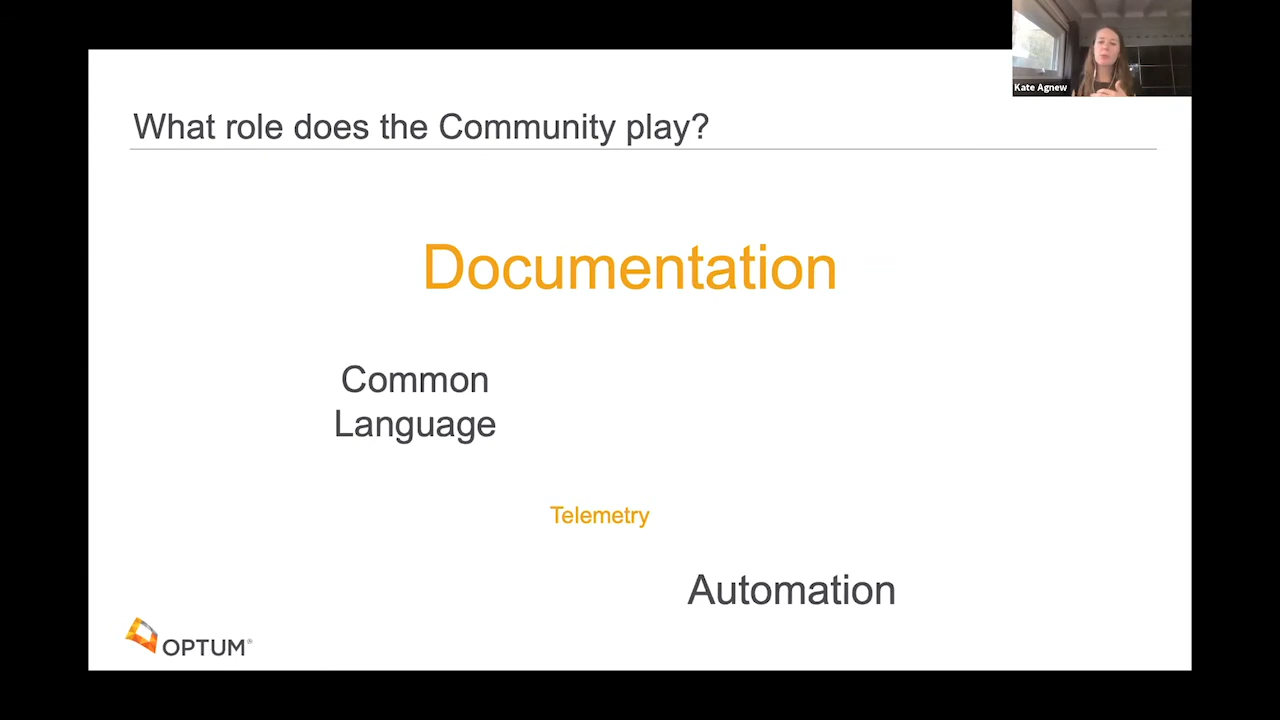 Kate Agnew
What role does the Community play?
Documentation
Common
Language
Telemetry
Automation
OPTUM®